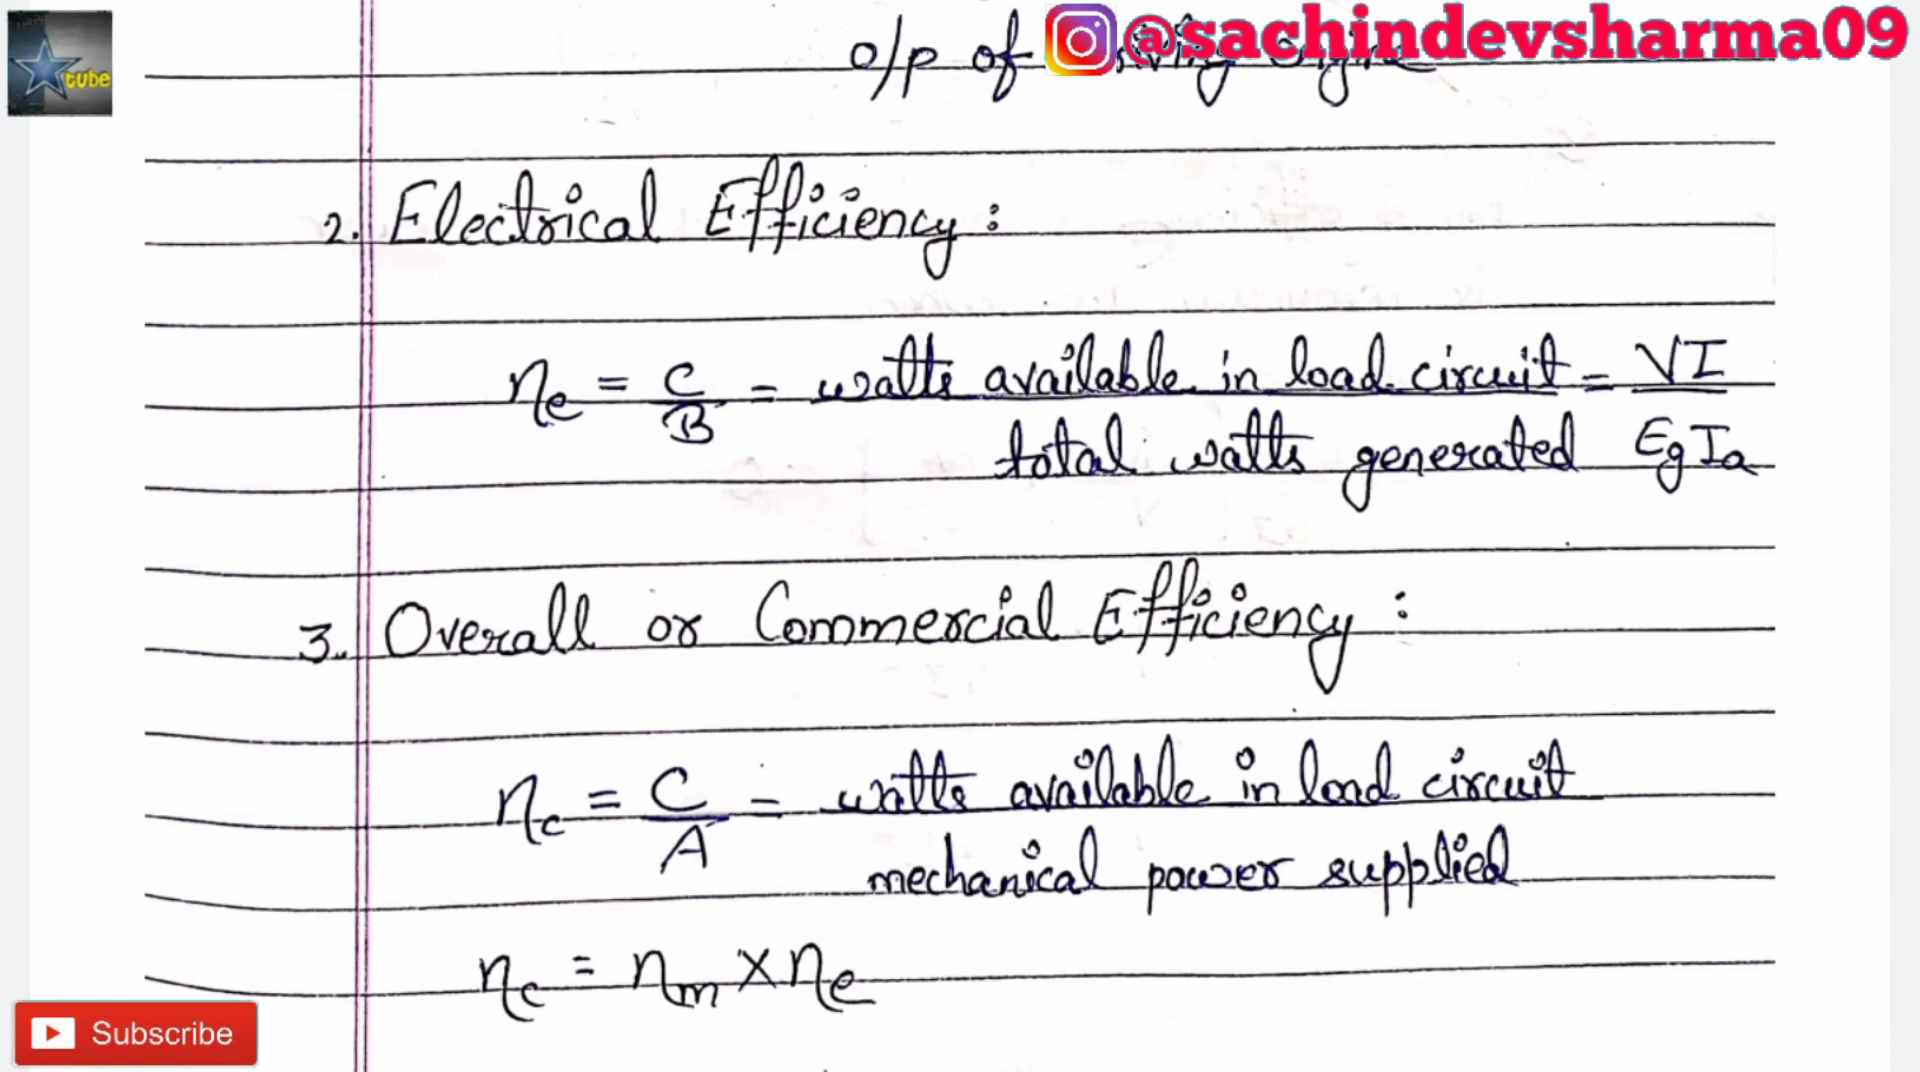 tube
@sachindevsharma09
o/p of
2. Electrical Efficiency:
ηe = C/B = watts available in load circuit / total watts generated = VI / EgIa
3. Overall or Commercial Efficiency:
ηc = C/A = watts available in load circuit / mechanical power supplied
ηc = ηm × ηe
Subscribe